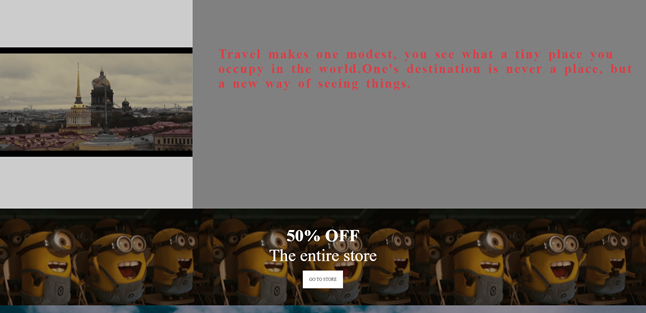 Travel makes one modest, you see what a tiny place you
occupy in the world.One's destination is never a place, but
a new way of seeing things.
50% OFF
The entire store
GO TO STORE